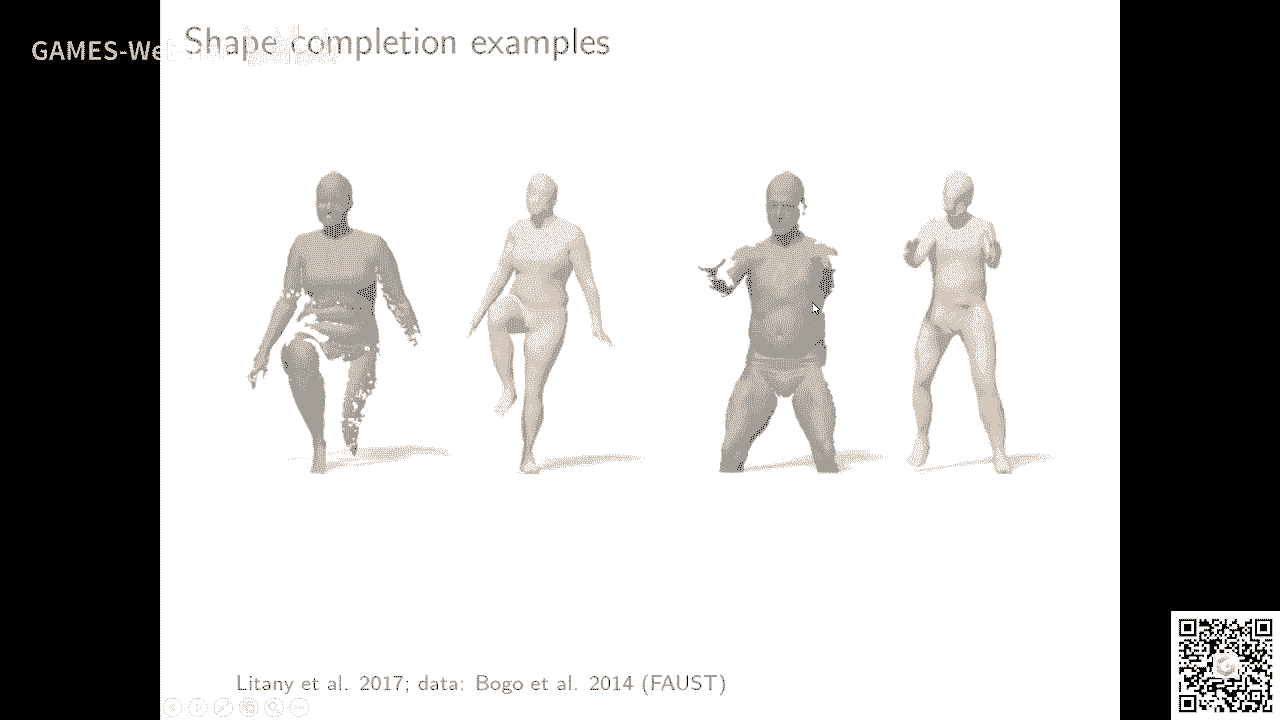 Shape completion examples
GAMES-We
Litany et al. 2017; data: Bogo et al. 2014 (FAUST)